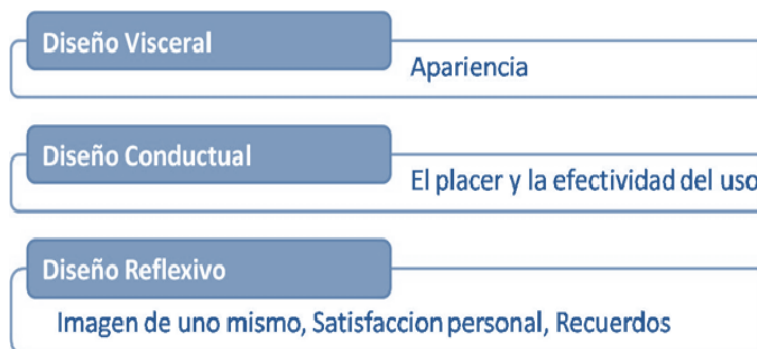 Diseño Visceral
Apariencia
Diseño Conductual
El placer y la efectividad del uso
Diseño Reflexivo
Imagen de uno mismo, Satisfaccion personal, Recuerdos